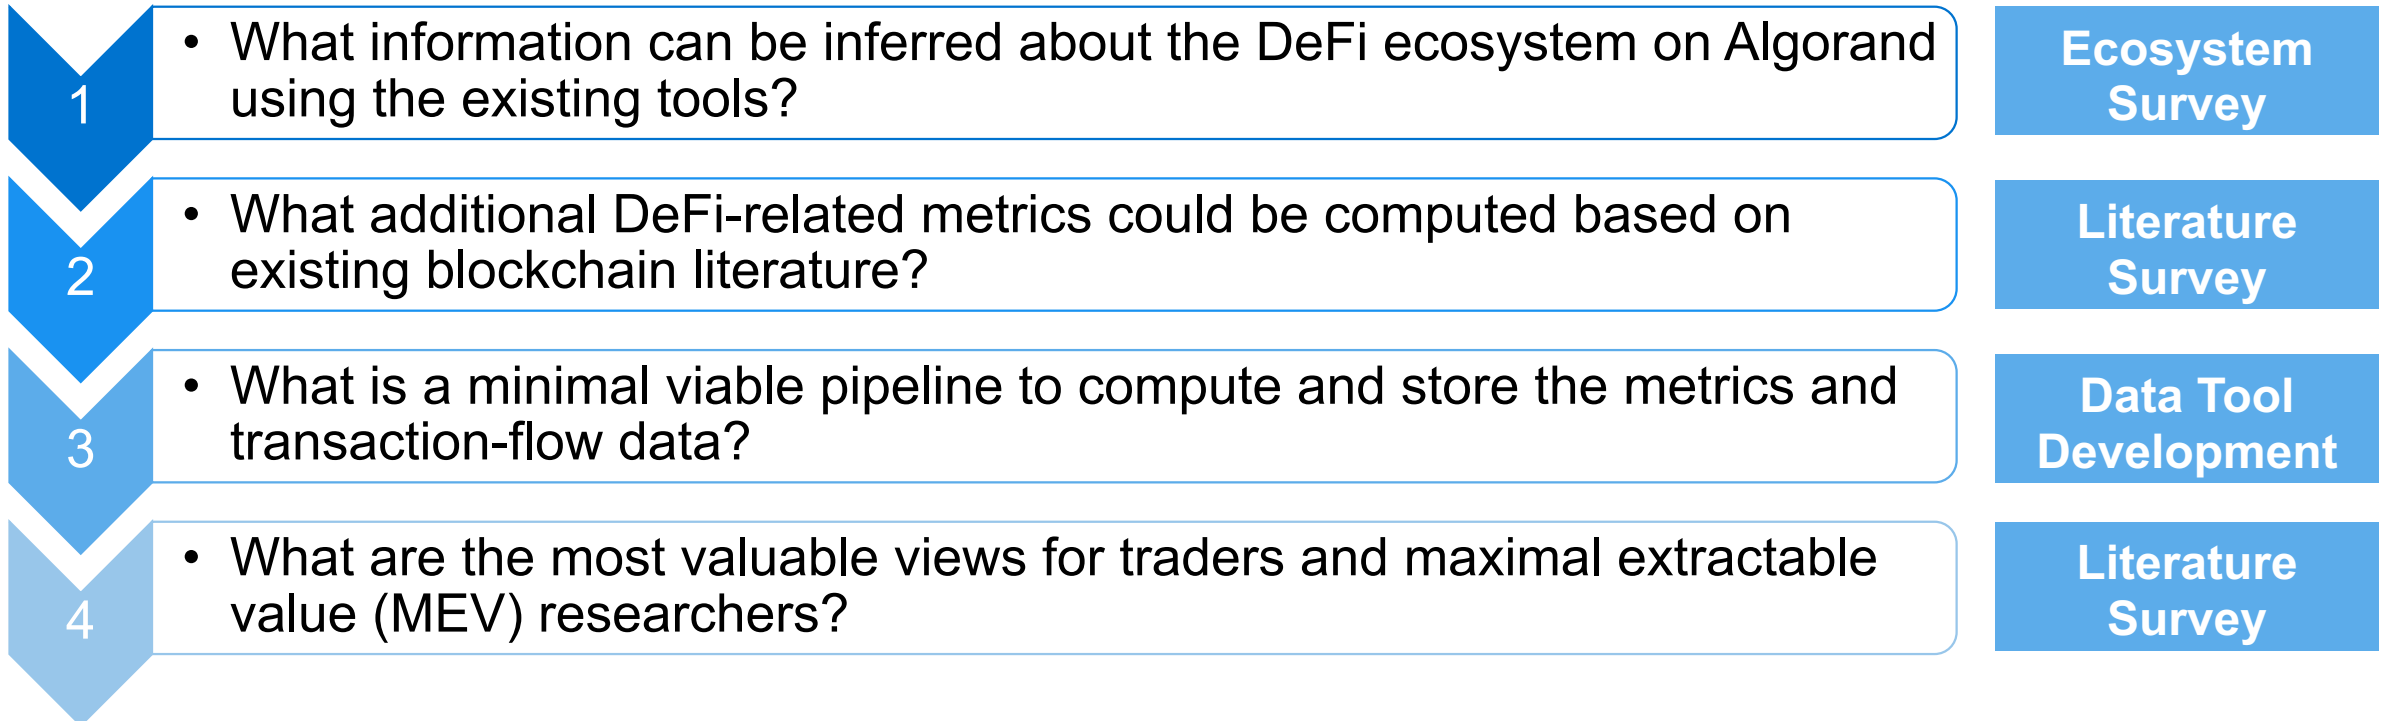 1
• What information can be inferred about the DeFi ecosystem on Algorand
using the existing tools?
Ecosystem
Survey
2
• What additional DeFi-related metrics could be computed based on
existing blockchain literature?
Literature
Survey
3
• What is a minimal viable pipeline to compute and store the metrics and
transaction-flow data?
Data Tool
Development
4
• What are the most valuable views for traders and maximal extractable
value (MEV) researchers?
Literature
Survey